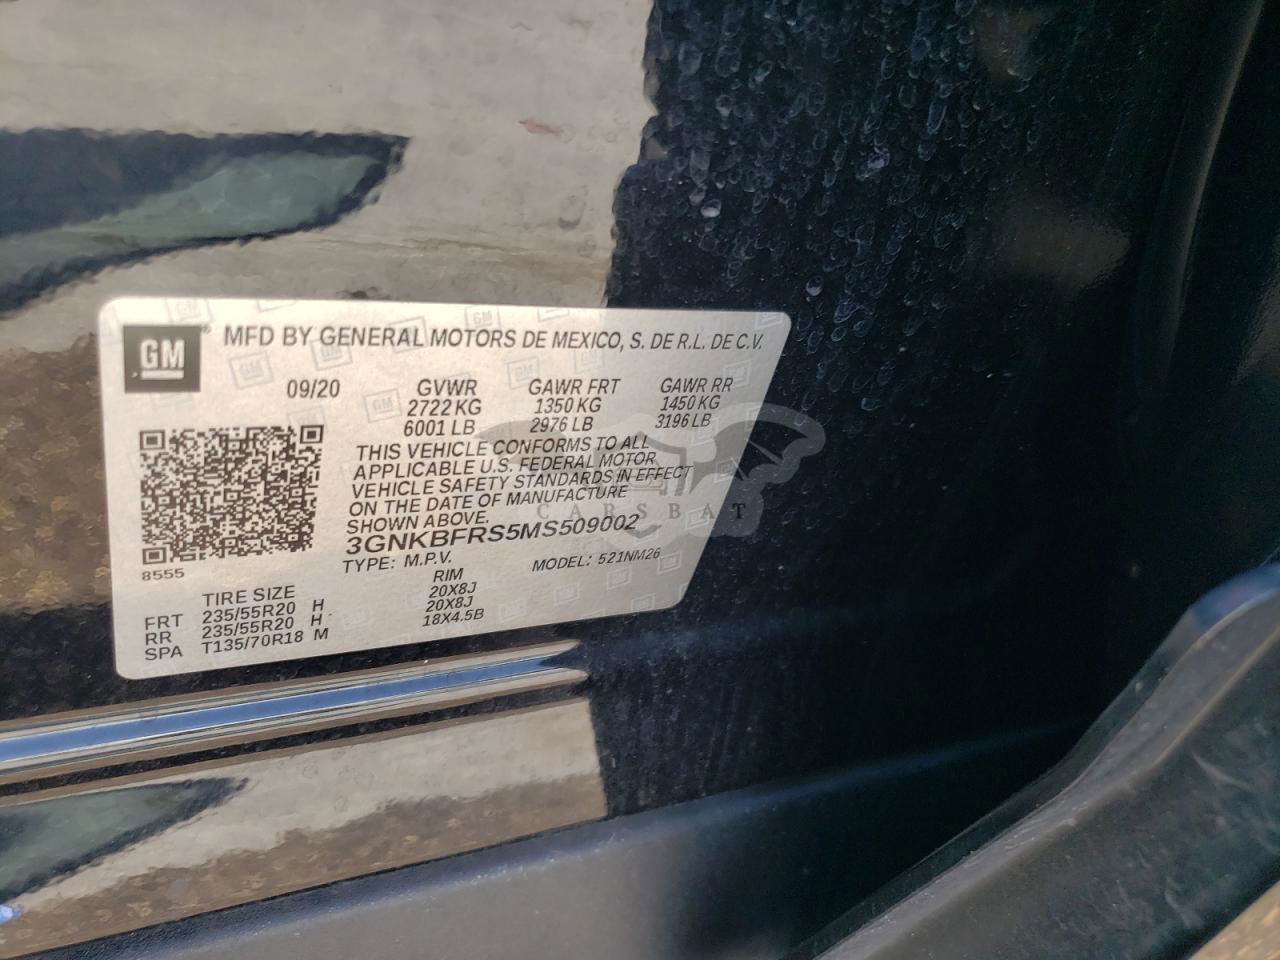 GM® MFD BY GENERAL MOTORS DE MEXICO, S. DE R.L. DE C.V.
09/20 GVWR GAWR FRT GAWR RR
2722 KG 1350 KG 1450 KG
6001 LB 2976 LB 3196 LB
THIS VEHICLE CONFORMS TO ALL
APPLICABLE U.S. FEDERAL MOTOR
VEHICLE SAFETY STANDARDS IN EFFECT
ON THE DATE OF MANUFACTURE
SHOWN ABOVE.
3GNKBFRS5MS509002
8555 TYPE: M.P.V. MODEL: 521NM26
TIRE SIZE RIM
FRT 235/55R20 H 20X8J
RR 235/55R20 H 20X8J
SPA T135/70R18 M 18X4.5B
CARSBAT